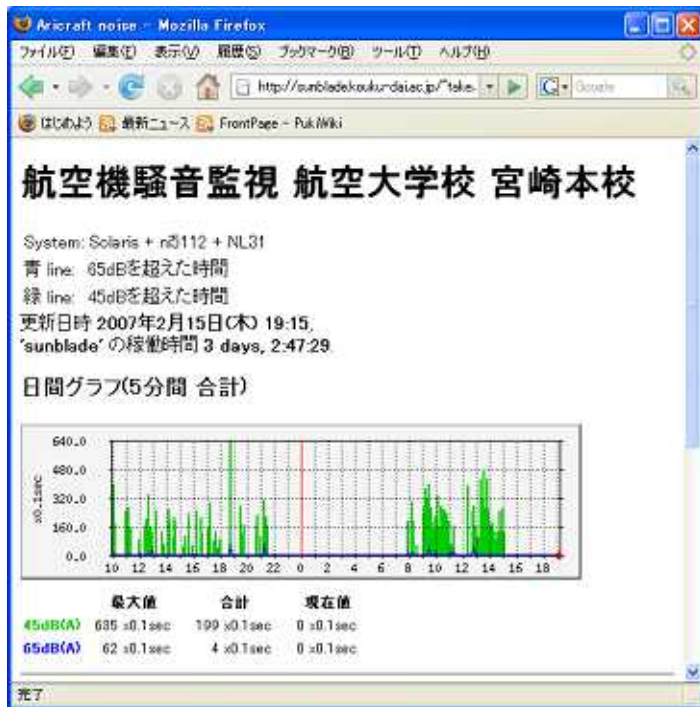 Aricraft noise - Mozilla Firefox
ファイル(F) 編集(E) 表示(V) 履歴(S) ブックマーク(B) ツール(T) ヘルプ(H)
http://sunblade.kouku-dai.ac.jp/~take. Google
はじめよう 最新ニュース FrontPage - PukiWiki
航空機騒音監視 航空大学校 宮崎本校
System: Solaris + ni5112 + NL31
青 line: 65dBを超えた時間
緑 line: 45dBを超えた時間
更新日時 2007年2月15日(木) 19:15,
'sunblade' の稼働時間 3 days, 2:47:29.
日間グラフ(5分間 合計)
640.0
480.0
320.0
160.0
0.0
x0.1sec
10 12 14 16 18 20 22 0 2 4 6 8 10 12 14 16 18
最大値 合計 現在値
45dB(A) 635 x0.1sec 199 x0.1sec 0 x0.1sec
65dB(A) 62 x0.1sec 4 x0.1sec 0 x0.1sec
完了